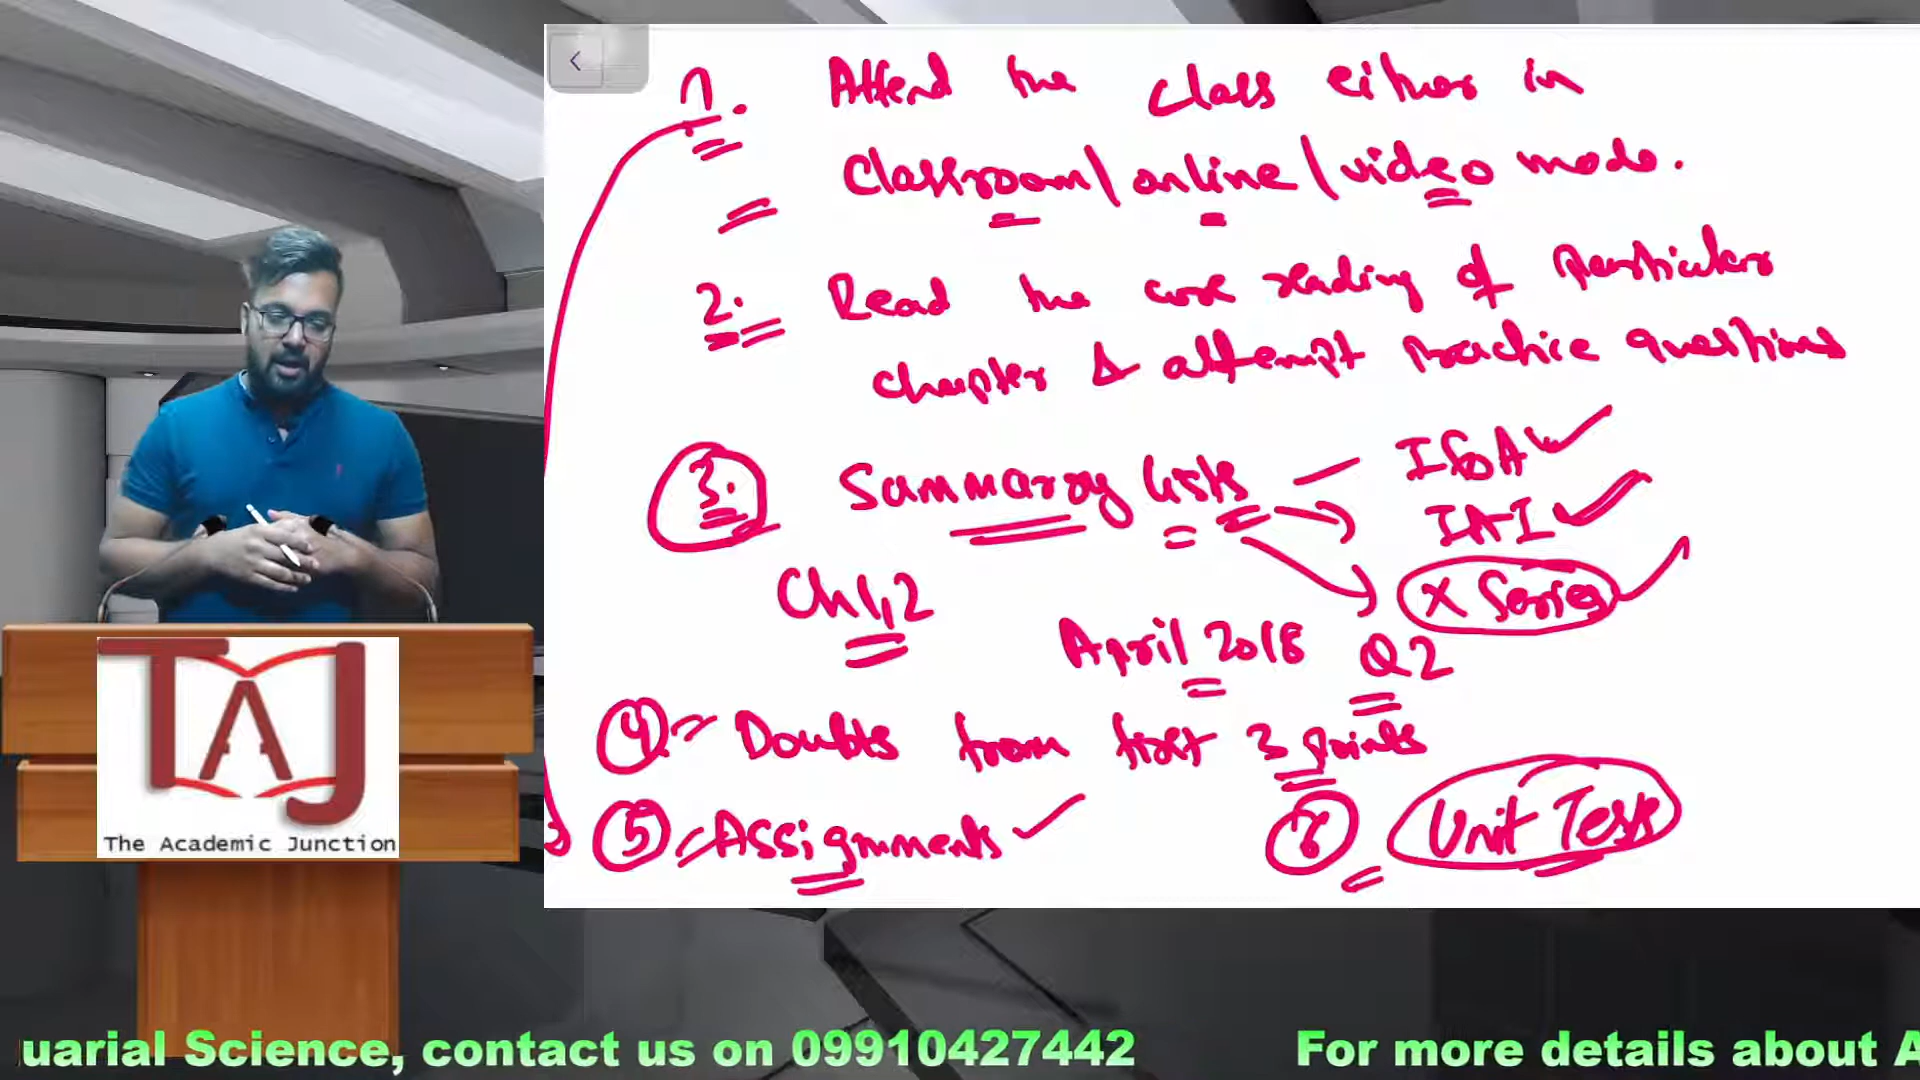 1. Attend the class either in
Classroom/online/video mode.
2. Read the core reading of particular
chapter & attempt practice questions
3. Summary lists - IFoA
IAI
X Series
Ch1,2
April 2018 Q2
4 Doubts from first 3 points
5 Assignments
6 Unit Tests
TAJ
The Academic Junction
uarial Science, contact us on 09910427442
For more details about A